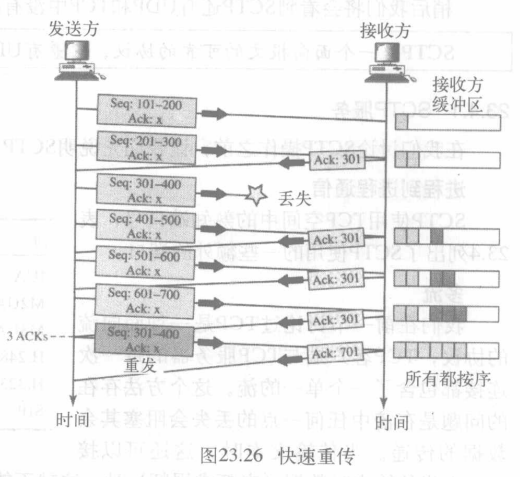 发送方
接收方
接收方
缓冲区
Seq: 101–200
Ack: x
Seq: 201–300
Ack: x
Ack: 301
Seq: 301–400
Ack: x
丢失
Seq: 401–500
Ack: x
Ack: 301
Seq: 501–600
Ack: x
Ack: 301
Seq: 601–700
Ack: x
Ack: 301
3 ACKs
Seq: 301–400
Ack: x
重发
Ack: 701
所有都按序
时间
时间
图23.26 快速重传